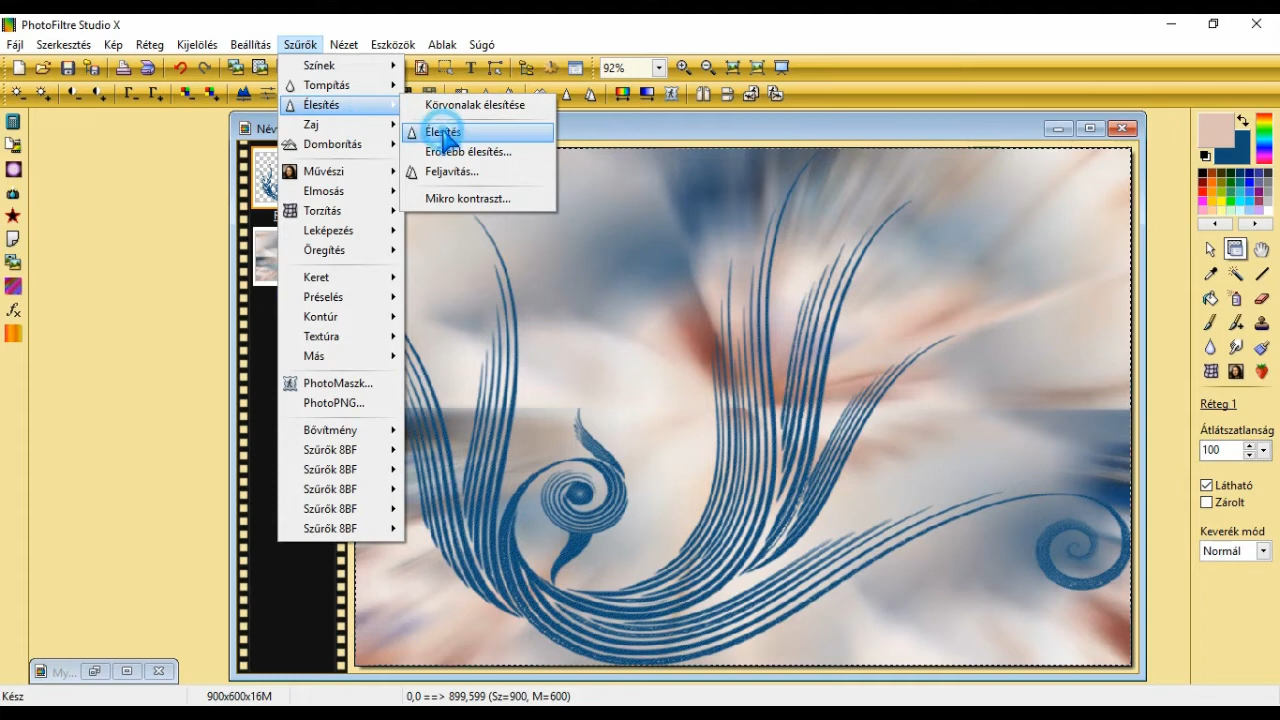 PhotoFiltre Studio X
Fájl Szerkesztés Kép Réteg Kijelölés Beállítás Szűrők Nézet Eszközök Ablak Súgó
92%
Színek
Tompítás
Élesítés
Zaj
Domborítás
Művészi
Elmosás
Torzítás
Leképezés
Öregítés
Keret
Préselés
Kontúr
Textúra
Más
PhotoMaszk...
PhotoPNG...
Bővítmény
Szűrők 8BF
Szűrők 8BF
Szűrők 8BF
Szűrők 8BF
Szűrők 8BF
Körvonalak élesítése
Élesítés
Erősebb élesítés...
Feljavítás...
Mikro kontraszt...
Réteg 1
Átlátszatlanság
100
Látható
Zárolt
Keverék mód
Normál
My...
Kész 900x600x16M 0,0 ==> 899,599 (Sz=900, M=600)